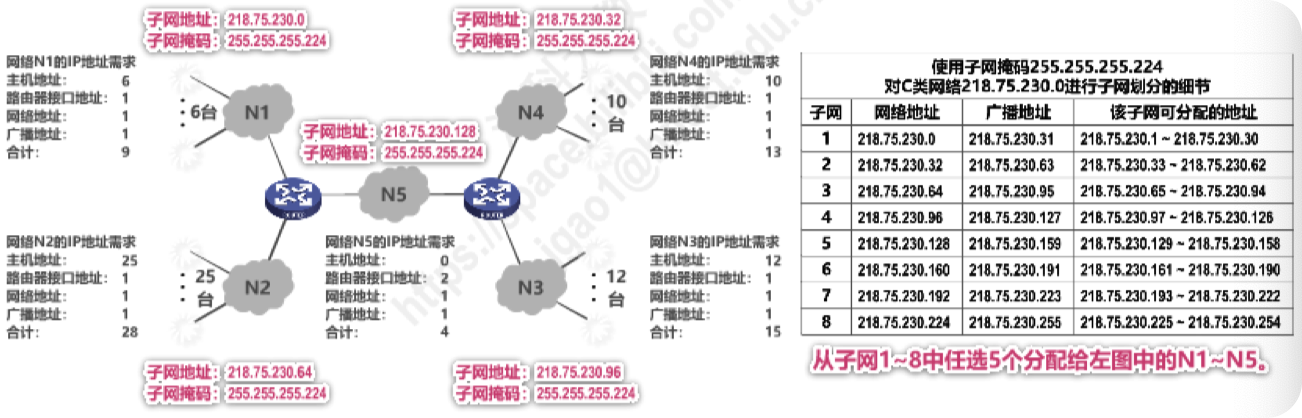 子网地址：218.75.230.0
子网掩码：255.255.255.224
子网地址：218.75.230.32
子网掩码：255.255.255.224
网络N1的IP地址需求
主机地址： 6
路由器接口地址： 1
网络地址： 1
广播地址： 1
合计： 9
6台
N1
N4
10
台
网络N4的IP地址需求
主机地址： 10
路由器接口地址： 1
网络地址： 1
广播地址： 1
合计： 13
子网地址：218.75.230.128
子网掩码：255.255.255.224
N5
网络N2的IP地址需求
主机地址： 25
路由器接口地址： 1
网络地址： 1
广播地址： 1
合计： 28
25
台
N2
网络N5的IP地址需求
主机地址： 0
路由器接口地址： 2
网络地址： 1
广播地址： 1
合计： 4
N3
12
台
网络N3的IP地址需求
主机地址： 12
路由器接口地址： 1
网络地址： 1
广播地址： 1
合计： 15
子网地址：218.75.230.64
子网掩码：255.255.255.224
子网地址：218.75.230.96
子网掩码：255.255.255.224
使用子网掩码255.255.255.224
对C类网络218.75.230.0进行子网划分的细节
子网 网络地址 广播地址 该子网可分配的地址
1 218.75.230.0 218.75.230.31 218.75.230.1 ~ 218.75.230.30
2 218.75.230.32 218.75.230.63 218.75.230.33 ~ 218.75.230.62
3 218.75.230.64 218.75.230.95 218.75.230.65 ~ 218.75.230.94
4 218.75.230.96 218.75.230.127 218.75.230.97 ~ 218.75.230.126
5 218.75.230.128 218.75.230.159 218.75.230.129 ~ 218.75.230.158
6 218.75.230.160 218.75.230.191 218.75.230.161 ~ 218.75.230.190
7 218.75.230.192 218.75.230.223 218.75.230.193 ~ 218.75.230.222
8 218.75.230.224 218.75.230.255 218.75.230.225 ~ 218.75.230.254
从子网1~8中任选5个分配给左图中的N1~N5。